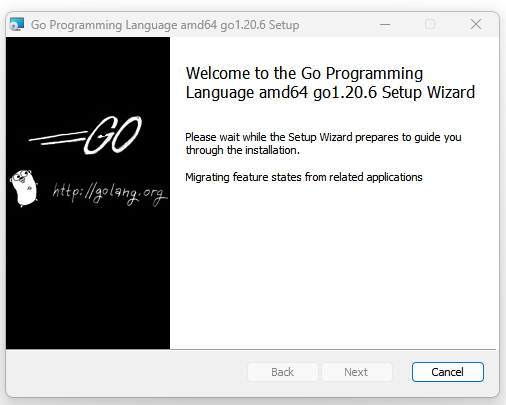 Go Programming Language amd64 go1.20.6 Setup
GO
http://golang.org
Welcome to the Go Programming
Language amd64 go1.20.6 Setup Wizard
Please wait while the Setup Wizard prepares to guide you
through the installation.
Migrating feature states from related applications
Back
Next
Cancel